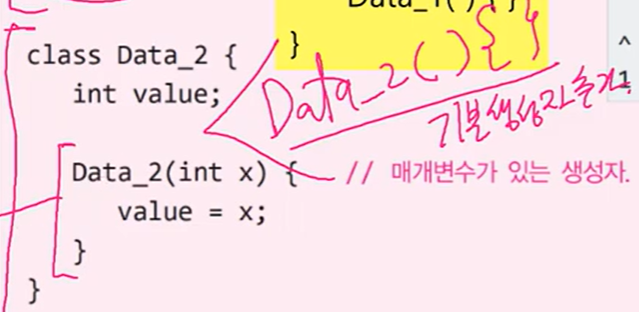 Data_1() { }
}
class Data_2 {
Data_2(){ }
int value;
기본생성자 추가.
1
Data_2(int x) { // 매개변수가 있는 생성자.
value = x;
}
}